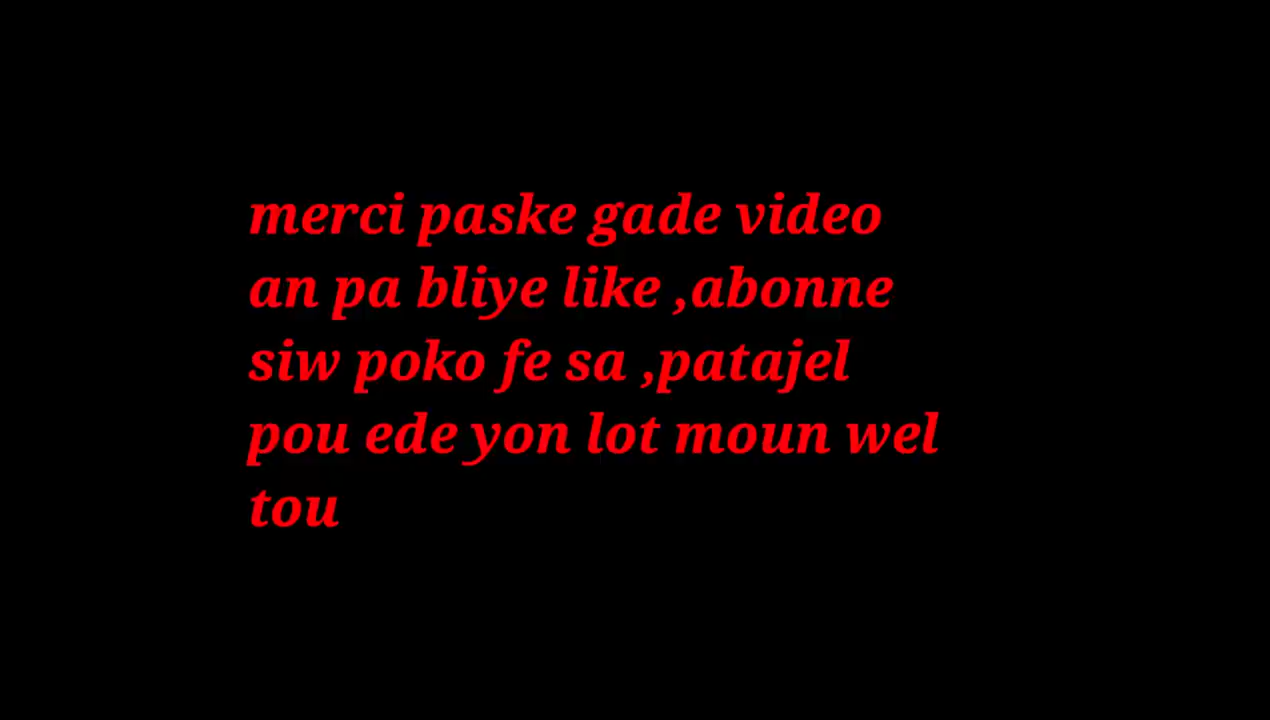 merci paske gade video
an pa bliye like ,abonne
siw poko fe sa ,patajel
pou ede yon lot moun wel
tou